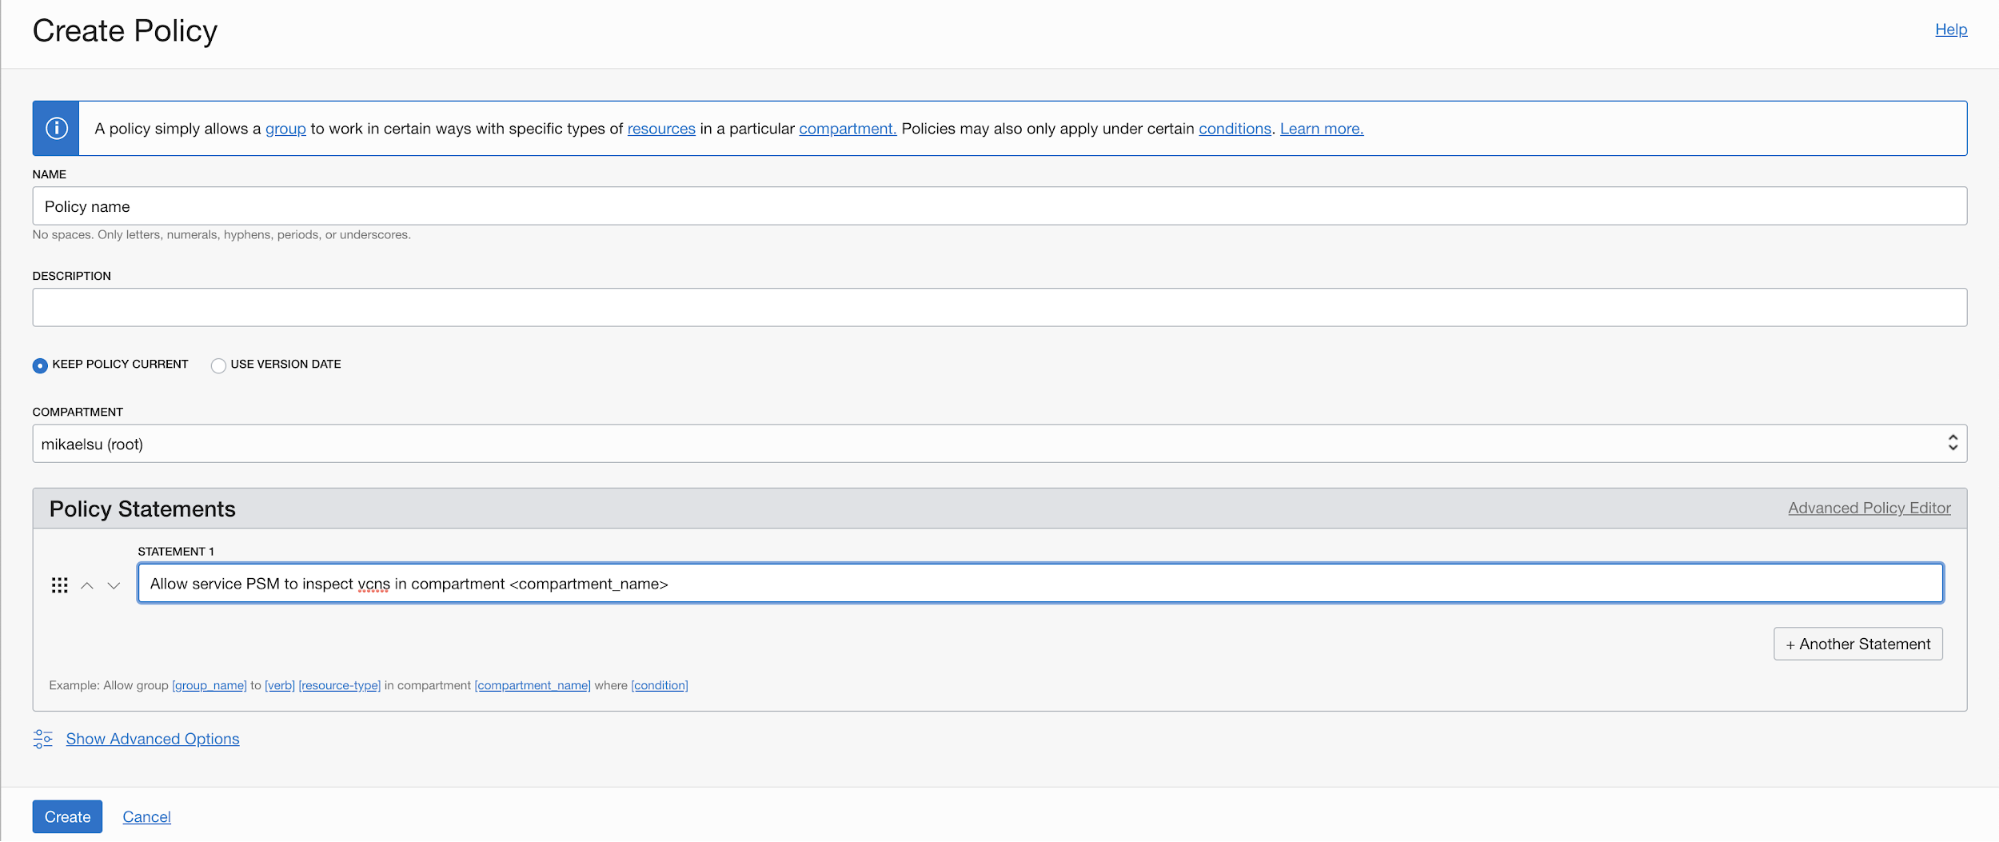 Create Policy
Help
A policy simply allows a group to work in certain ways with specific types of resources in a particular compartment. Policies may also only apply under certain conditions. Learn more.
NAME
Policy name
No spaces. Only letters, numerals, hyphens, periods, or underscores.
DESCRIPTION
KEEP POLICY CURRENT USE VERSION DATE
COMPARTMENT
mikaelsu (root)
Policy Statements
Advanced Policy Editor
STATEMENT 1
Allow service PSM to inspect vcns in compartment <compartment_name>
+ Another Statement
Example: Allow group [group_name] to [verb] [resource-type] in compartment [compartment_name] where [condition]
Show Advanced Options
Create Cancel